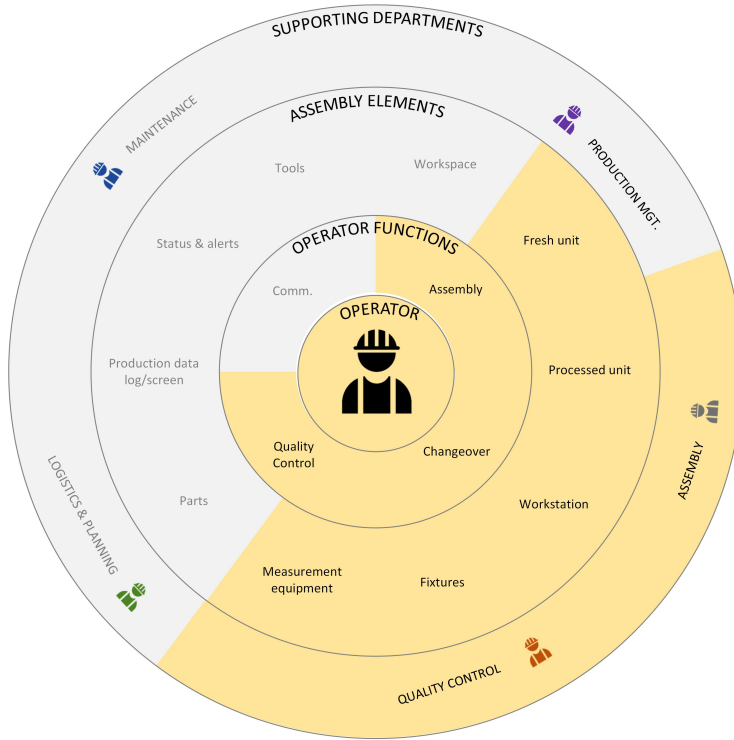 SUPPORTING DEPARTMENTS
MAINTENANCE
PRODUCTION MGT.
ASSEMBLY
QUALITY CONTROL
LOGISTICS & PLANNING
ASSEMBLY ELEMENTS
Tools
Workspace
Fresh unit
Processed unit
Workstation
Fixtures
Measurement
equipment
Parts
Production data
log/screen
Status & alerts
OPERATOR FUNCTIONS
Comm.
Assembly
Changeover
Quality
Control
OPERATOR